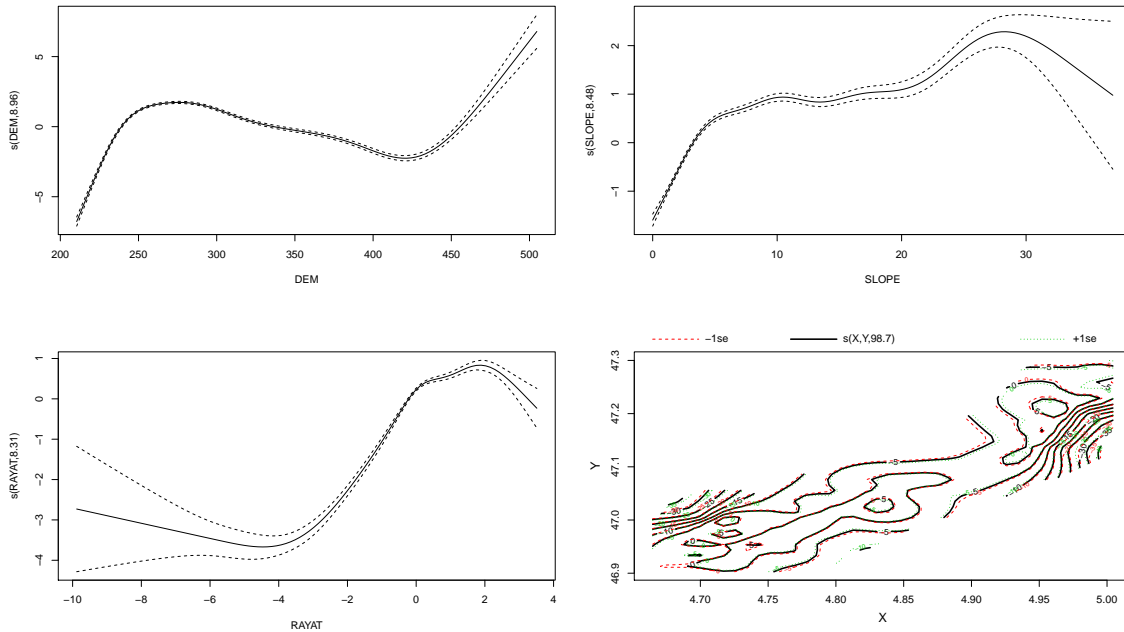 s(DEM,8.96)
5
0
−5
200 250 300 350 400 450 500
DEM
s(SLOPE,8.48)
2
1
0
−1
0 10 20 30
SLOPE
s(RAYAT,8.31)
1
0
−1
−2
−3
−4
−10 −8 −6 −4 −2 0 2 4
RAYAT
−1se s(X,Y,98.7) +1se
Y
47.3
47.2
47.1
47.0
46.9
4.70 4.75 4.80 4.85 4.90 4.95 5.00
X